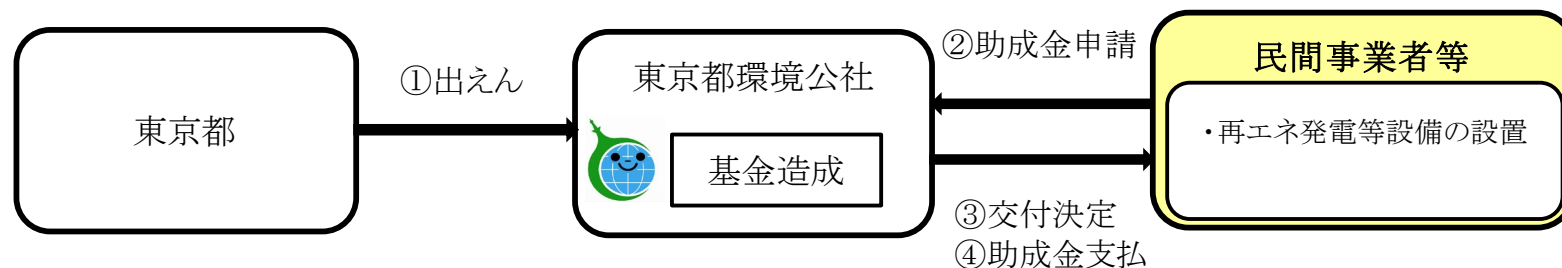 東京都
①出えん
東京都環境公社
基金造成
②助成金申請
③交付決定
④助成金支払
民間事業者等
・再エネ発電等設備の設置